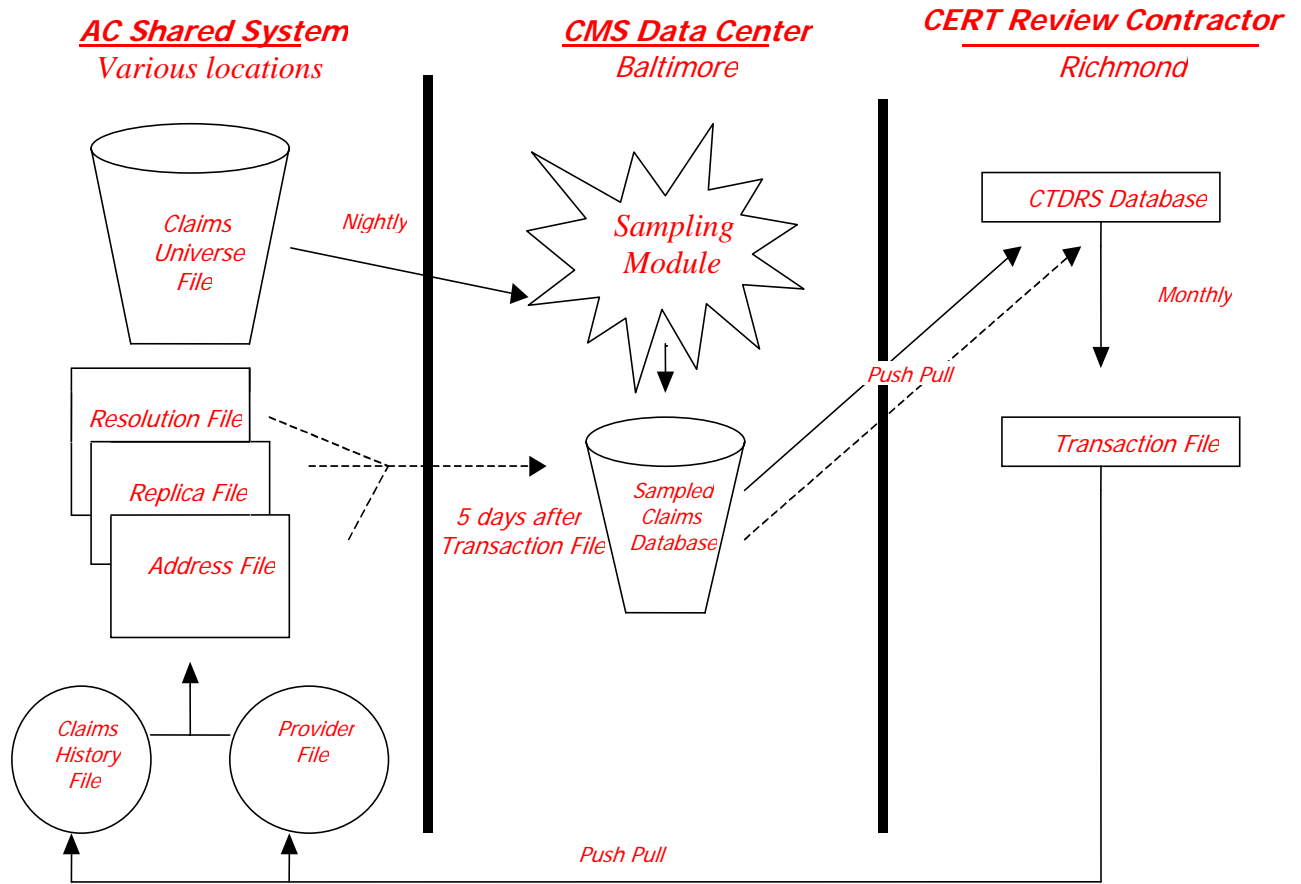 AC Shared System
Various locations
CMS Data Center
Baltimore
CERT Review Contractor
Richmond
Claims
Universe
File
Nightly
Sampling
Module
CTDRS Database
Monthly
Push Pull
Resolution File
Replica File
Address File
5 days after
Transaction File
Sampled
Claims
Database
Transaction File
Claims
History
File
Provider
File
Push Pull